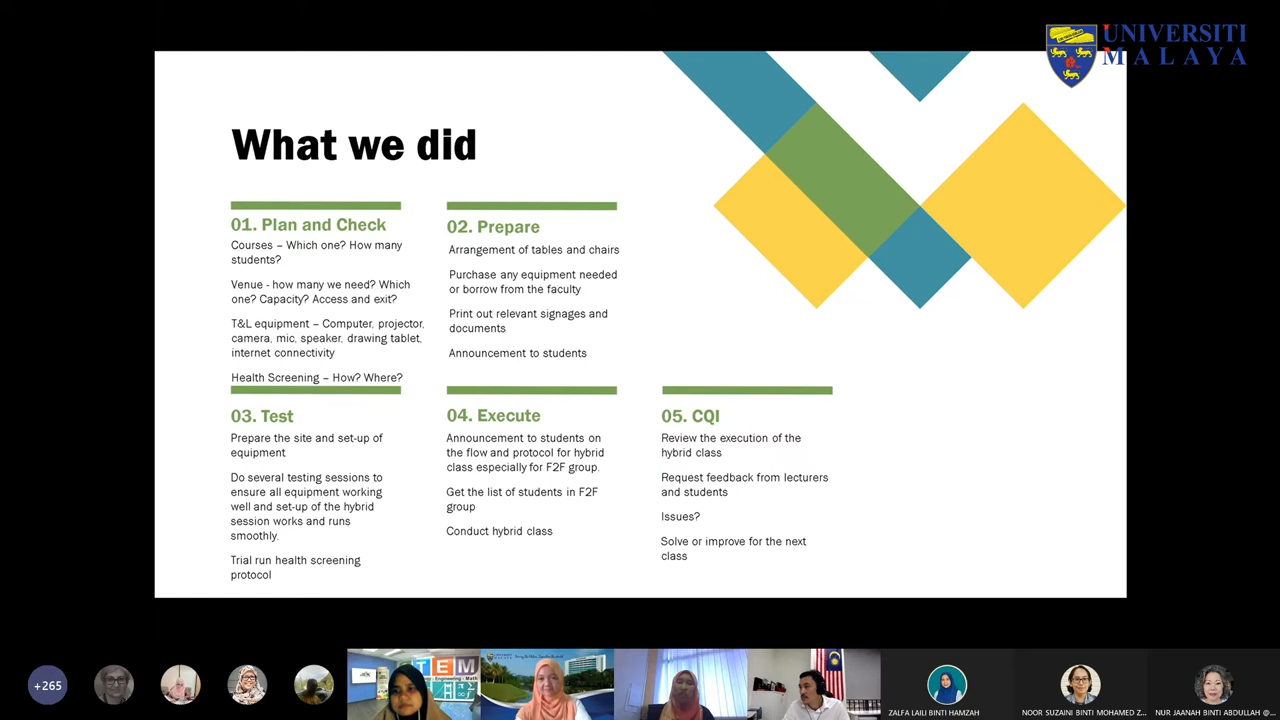 UNIVERSITI
MALAYA
What we did
01. Plan and Check
Courses – Which one? How many
students?
Venue - how many we need? Which
one? Capacity? Access and exit?
T&L equipment – Computer, projector,
camera, mic, speaker, drawing tablet,
internet connectivity
Health Screening – How? Where?
02. Prepare
Arrangement of tables and chairs
Purchase any equipment needed
or borrow from the faculty
Print out relevant signages and
documents
Announcement to students
03. Test
Prepare the site and set-up of
equipment
Do several testing sessions to
ensure all equipment working
well and set-up of the hybrid
session works and runs
smoothly.
Trial run health screening
protocol
04. Execute
Announcement to students on
the flow and protocol for hybrid
class especially for F2F group.
Get the list of students in F2F
group
Conduct hybrid class
05. CQI
Review the execution of the
hybrid class
Request feedback from lecturers
and students
Issues?
Solve or improve for the next
class
+265
TEM
ZALFA LAILI BINTI HAMZAH
NOOR SUZAINI BINTI MOHAMED Z...
NUR JAANAH BINTI ABDULLAH @...